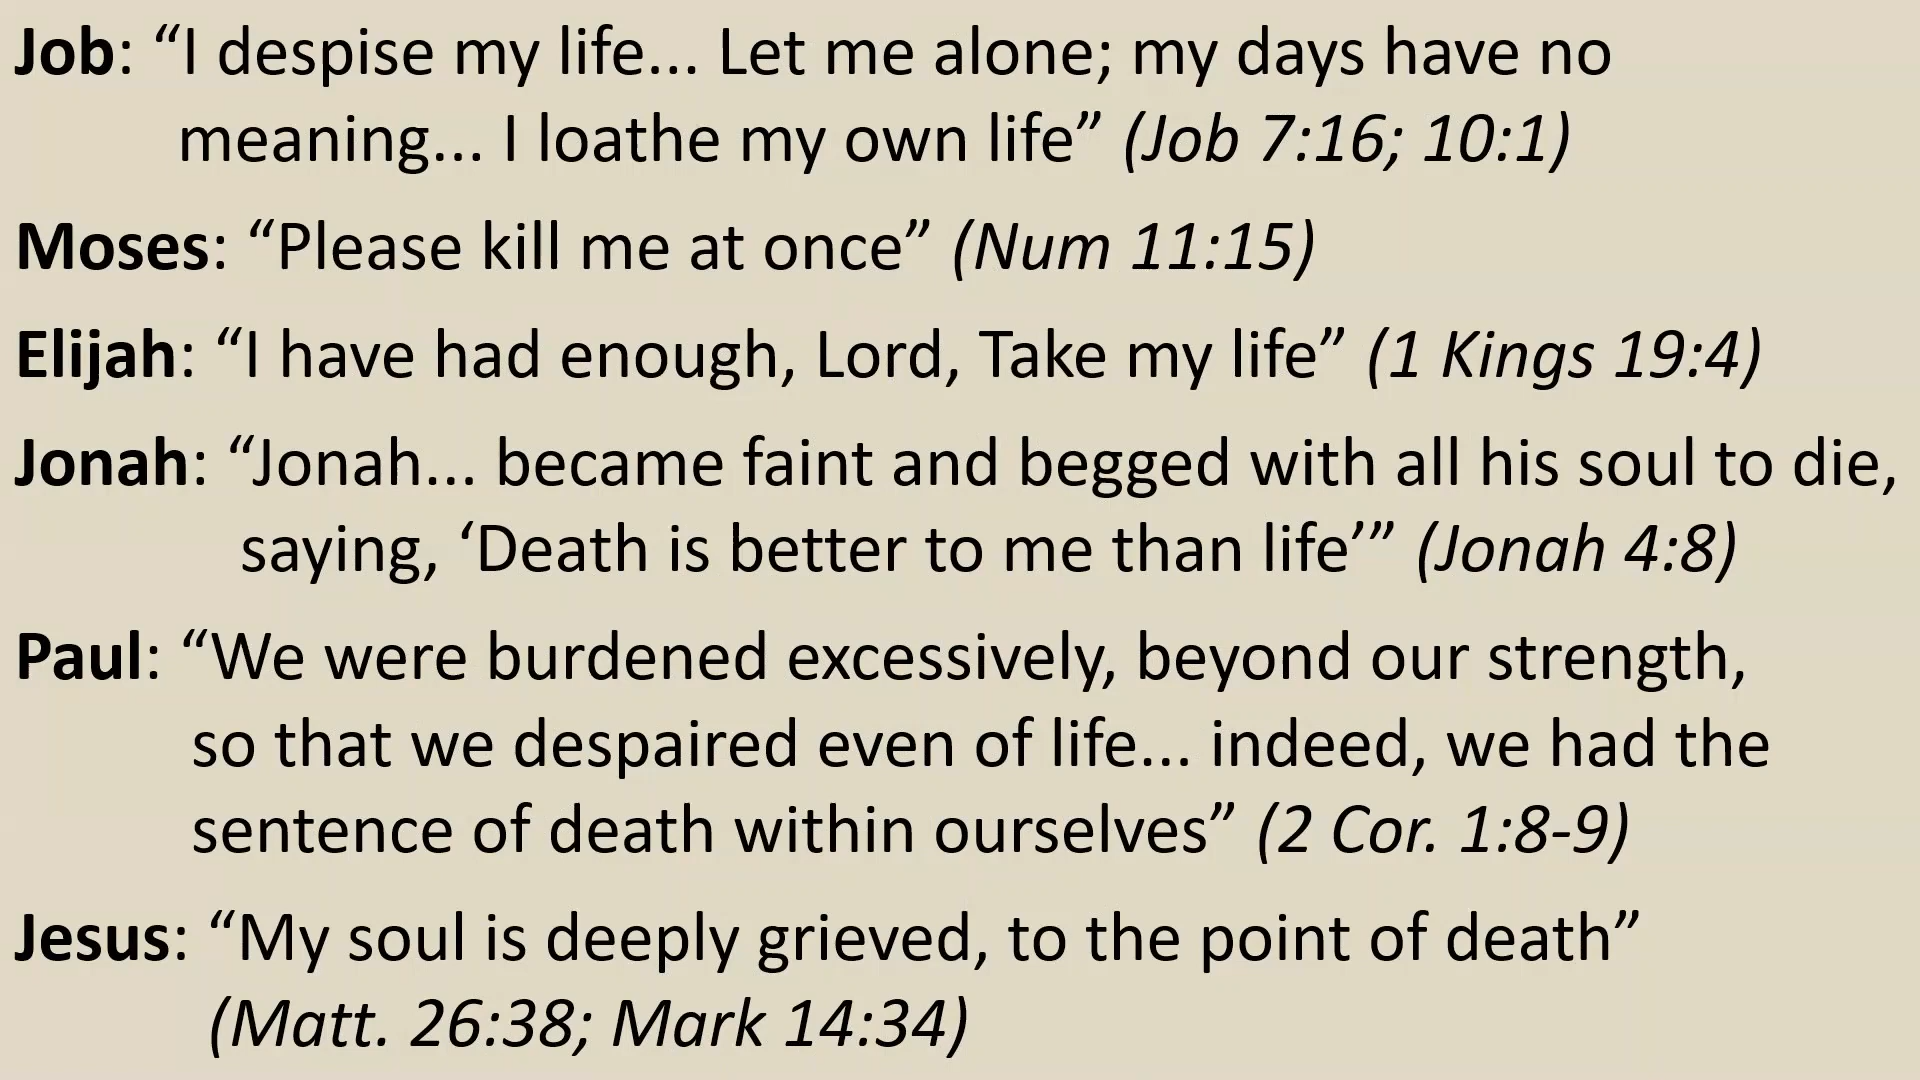 Job: “I despise my life... Let me alone; my days have no
meaning... I loathe my own life” (Job 7:16; 10:1)
Moses: “Please kill me at once” (Num 11:15)
Elijah: “I have had enough, Lord, Take my life” (1 Kings 19:4)
Jonah: “Jonah... became faint and begged with all his soul to die,
saying, ‘Death is better to me than life’” (Jonah 4:8)
Paul: “We were burdened excessively, beyond our strength,
so that we despaired even of life... indeed, we had the
sentence of death within ourselves” (2 Cor. 1:8-9)
Jesus: “My soul is deeply grieved, to the point of death”
(Matt. 26:38; Mark 14:34)